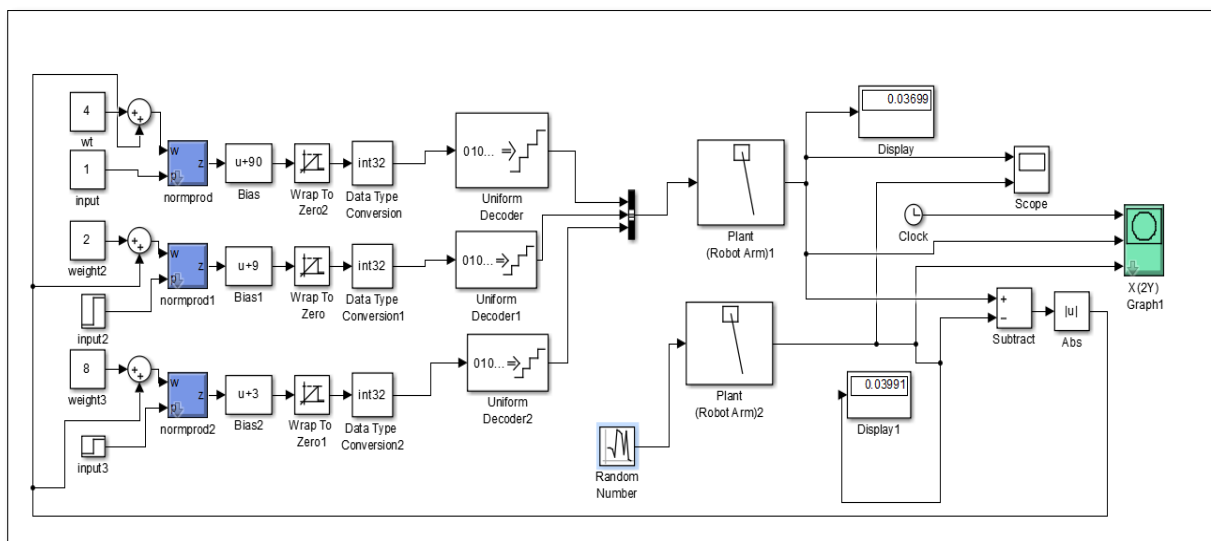 4
wt
1
input
w
z
p
normprod
u+90
Bias
Wrap To
Zero2
int32
Data Type
Conversion
010...
Uniform
Decoder
2
weight2
input2
w
z
p
normprod1
u+9
Bias1
Wrap To
Zero
int32
Data Type
Conversion1
010...
Uniform
Decoder1
8
weight3
input3
w
z
p
normprod2
u+3
Bias2
Wrap To
Zero1
int32
Data Type
Conversion2
010...
Uniform
Decoder2
Plant
(Robot Arm)1
Plant
(Robot Arm)2
Random
Number
0.03699
Display
Scope
Clock
X (2Y)
Graph1
Subtract
|u|
Abs
0.03991
Display1